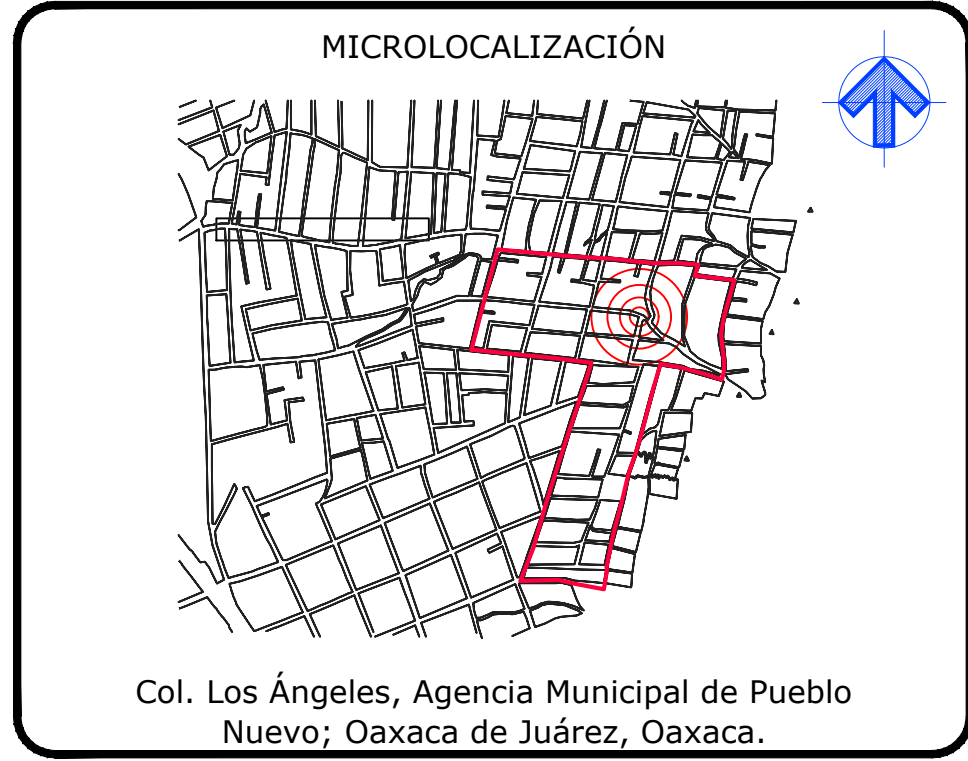 MICROLOCALIZACIÓN
Col. Los Ángeles, Agencia Municipal de Pueblo
Nuevo; Oaxaca de Juárez, Oaxaca.